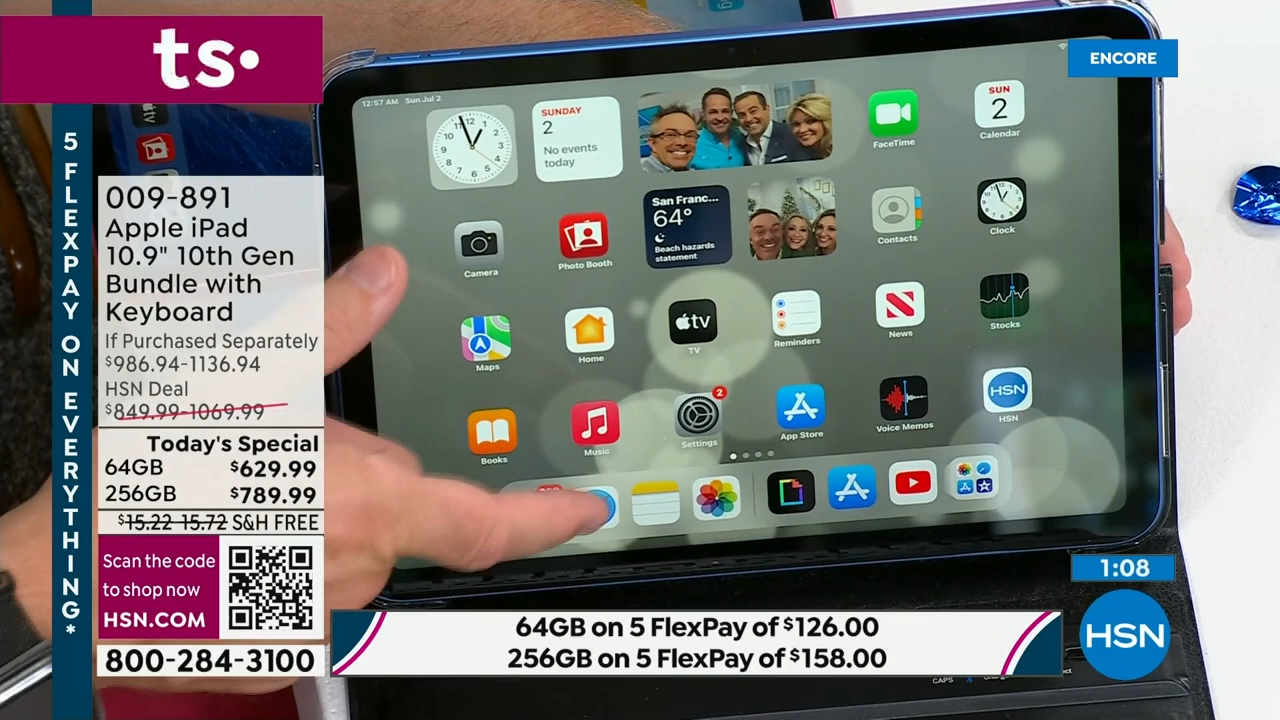 ts.
ENCORE
5 FLEXPAY ON EVERYTHING*
009-891
Apple iPad
10.9" 10th Gen
Bundle with
Keyboard
If Purchased Separately
$986.94-1136.94
HSN Deal
$849.99-1069.99
Today's Special
64GB $629.99
256GB $789.99
$15.22-15.72 S&H FREE
Scan the code
to shop now
HSN.COM
800-284-3100
12:57 AM Sun Jul 2
SUNDAY
2
No events
today
FaceTime
SUN
2
Calendar
Camera
Photo Booth
San Franc...
64°
Beach hazards
statement
Contacts
Clock
Maps
Home
tv
TV
Reminders
News
Stocks
Books
Music
2
Settings
App Store
Voice Memos
HSN
HSN
1:08
HSN
64GB on 5 FlexPay of $126.00
256GB on 5 FlexPay of $158.00
CAPS